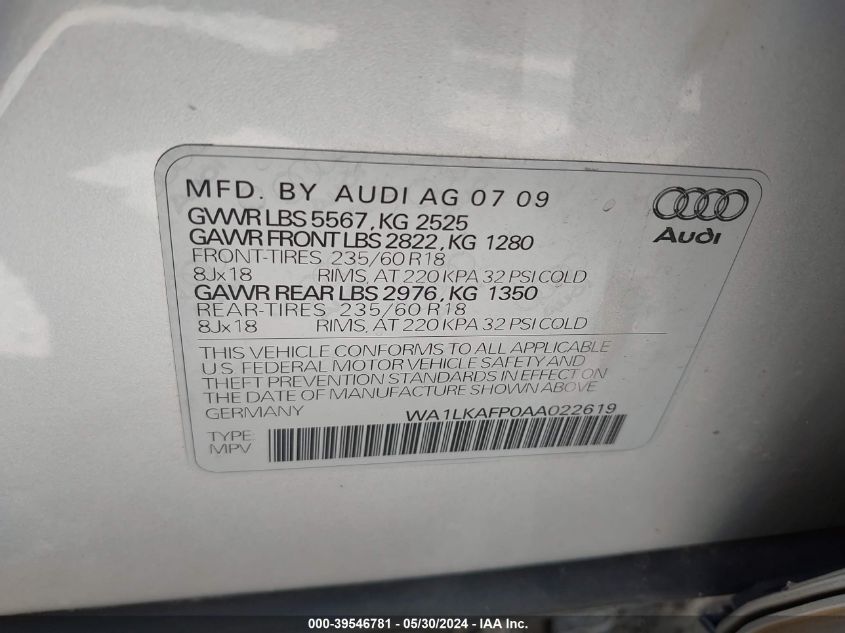 MFD. BY AUDI AG 07 09
GVWR LBS 5567, KG 2525
GAWR FRONT LBS 2822, KG 1280
FRONT-TIRES 235/60 R18
8Jx18 RIMS, AT 220 KPA 32 PSI COLD
GAWR REAR LBS 2976, KG 1350
REAR-TIRES 235/60 R18
8Jx18 RIMS, AT 220 KPA 32 PSI COLD
Audi
THIS VEHICLE CONFORMS TO ALL APPLICABLE
U.S. FEDERAL MOTOR VEHICLE SAFETY AND
THEFT PREVENTION STANDARDS IN EFFECT ON
THE DATE OF MANUFACTURE SHOWN ABOVE
GERMANY WA1LKAFP0AA022619
TYPE:
MPV
000-39546781 - 05/30/2024 - IAA Inc.